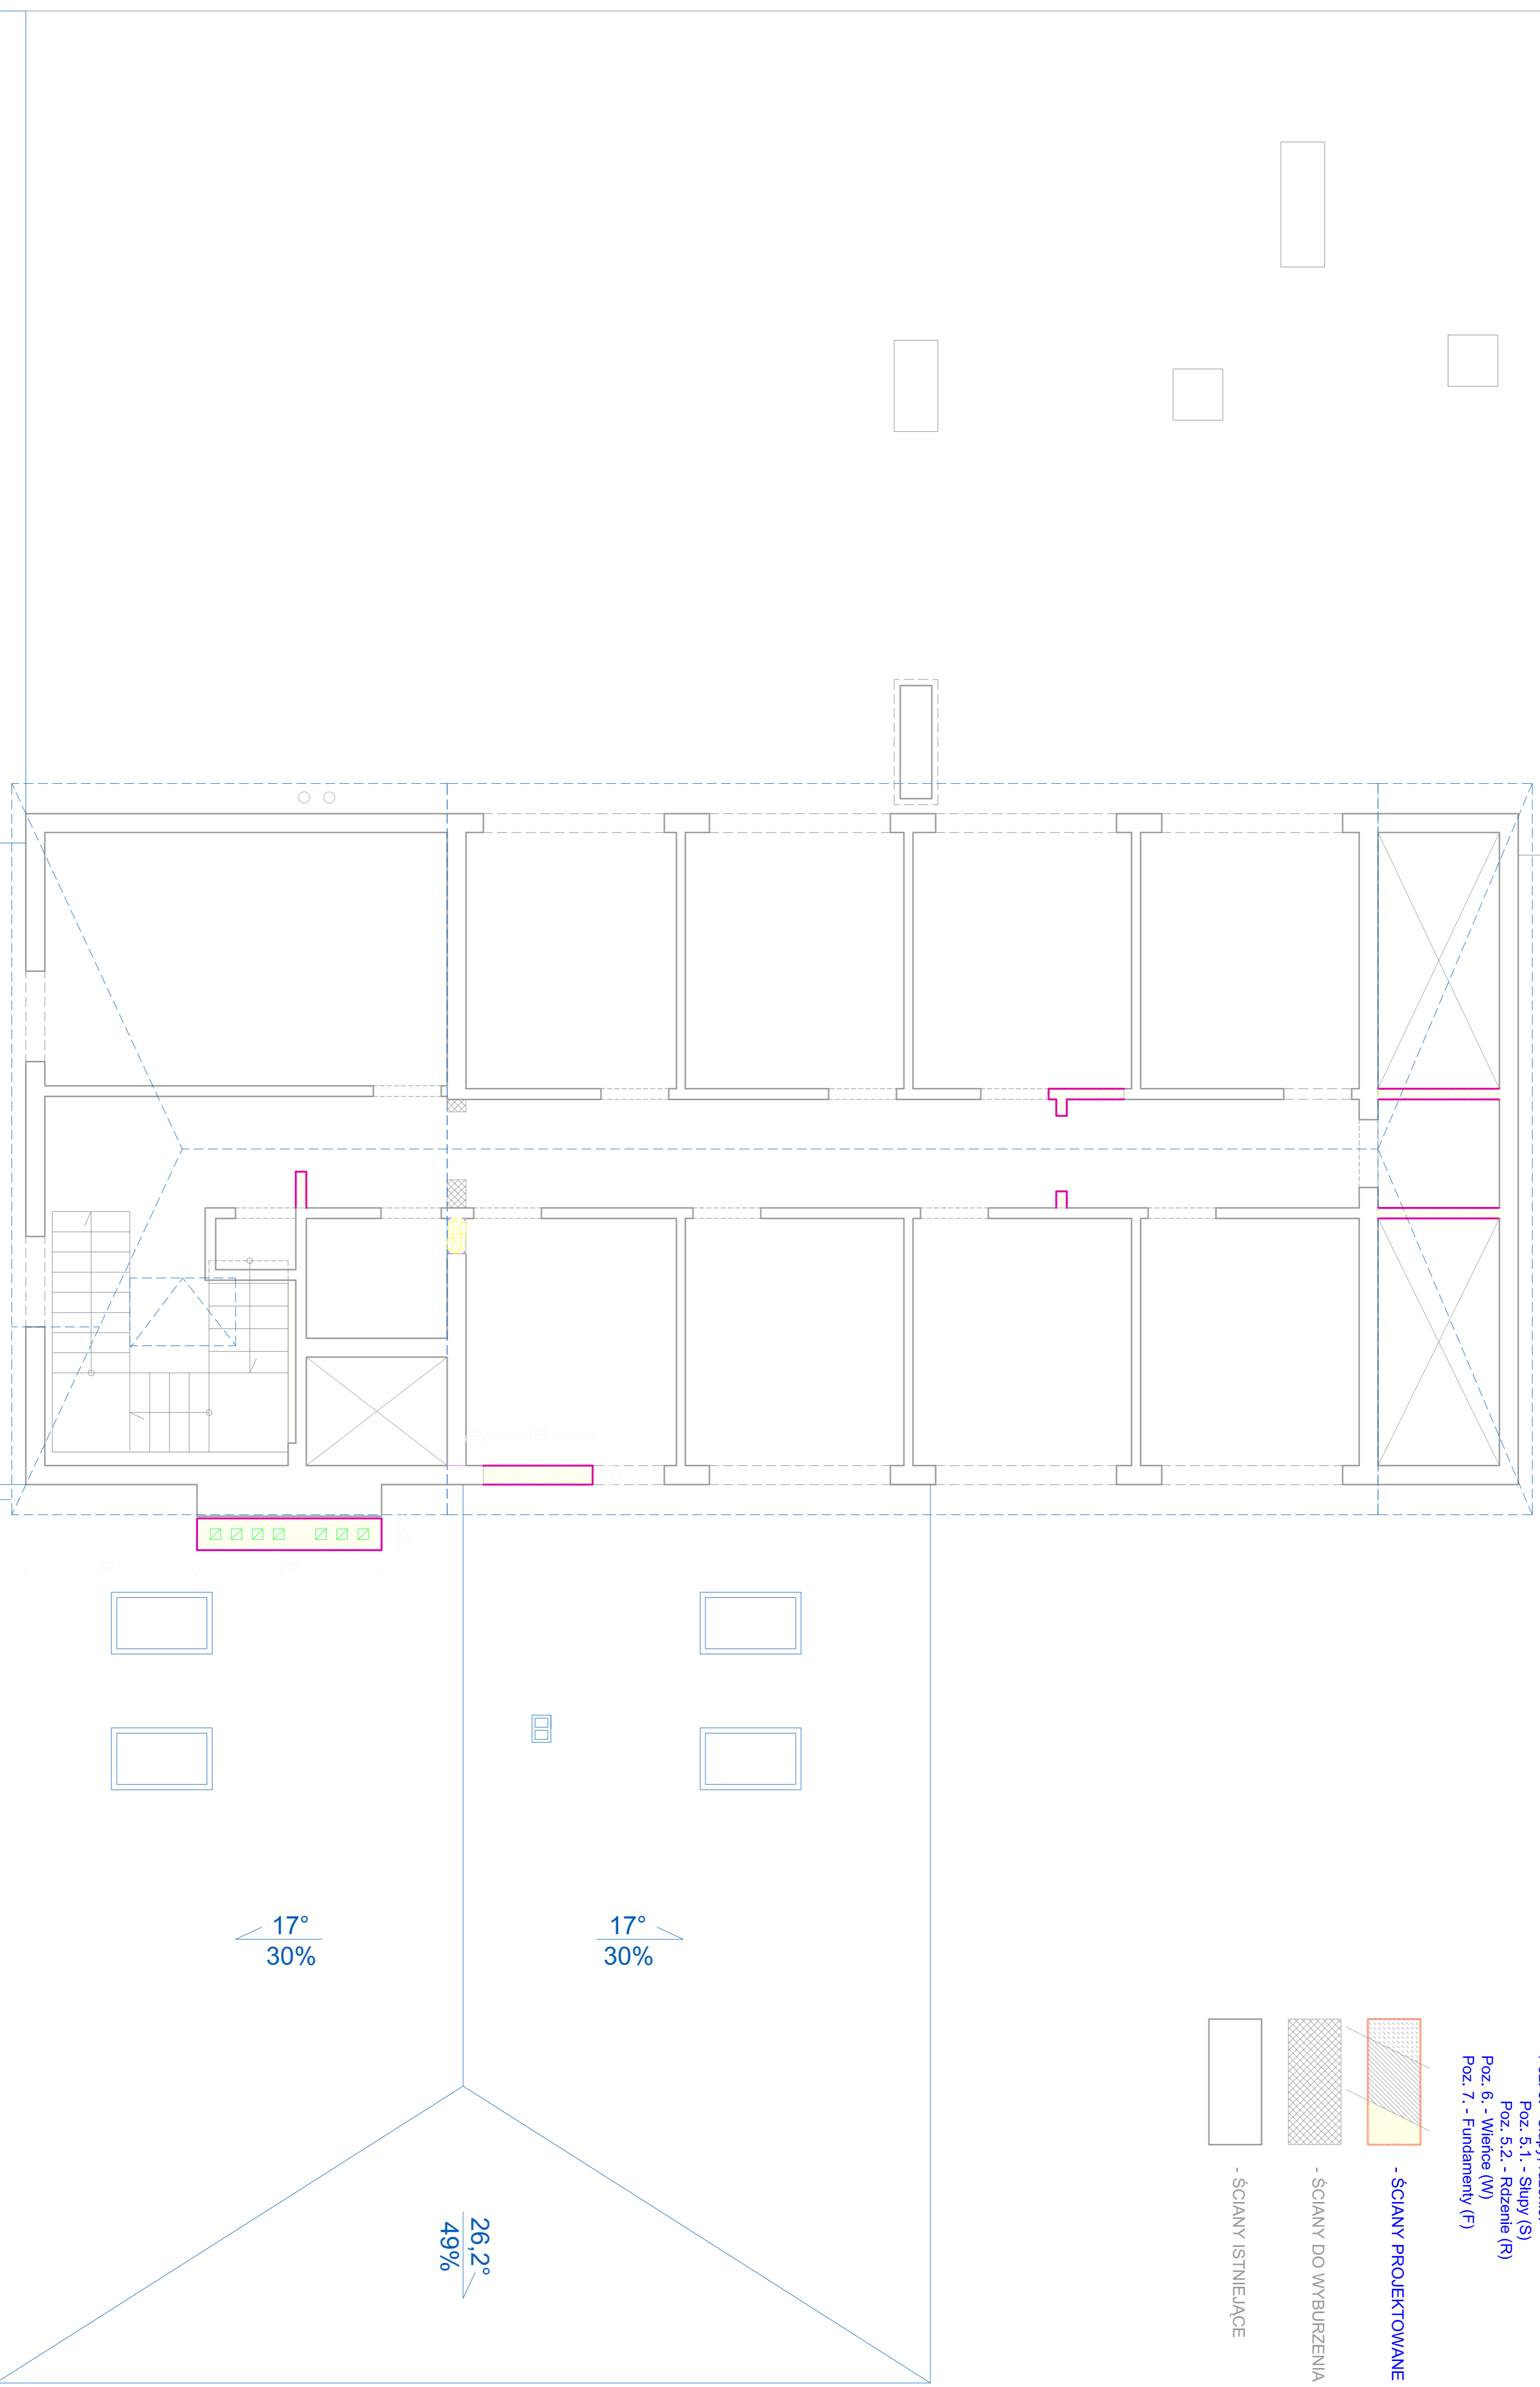 17°
30%
17°
30%
26,2°
49%
Poz. 5.1. - Słupy (S)
Poz. 5.2. - Rdzenie (R)
Poz. 6. - Wieńce (W)
Poz. 7. - Fundamenty (F)
- ŚCIANY PROJEKTOWANE
- ŚCIANY DO WYBURZENIA
- ŚCIANY ISTNIEJĄCE